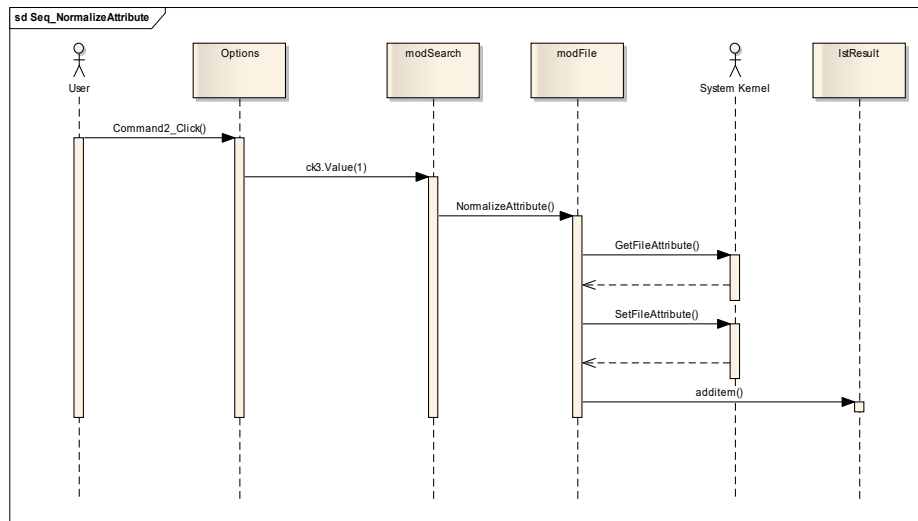 sd Seq_NormalizeAttribute
Options
modSearch
modFile
lstResult
User
System Kernel
Command2_Click()
ck3.Value(1)
NormalizeAttribute()
GetFileAttribute()
SetFileAttribute()
additem()